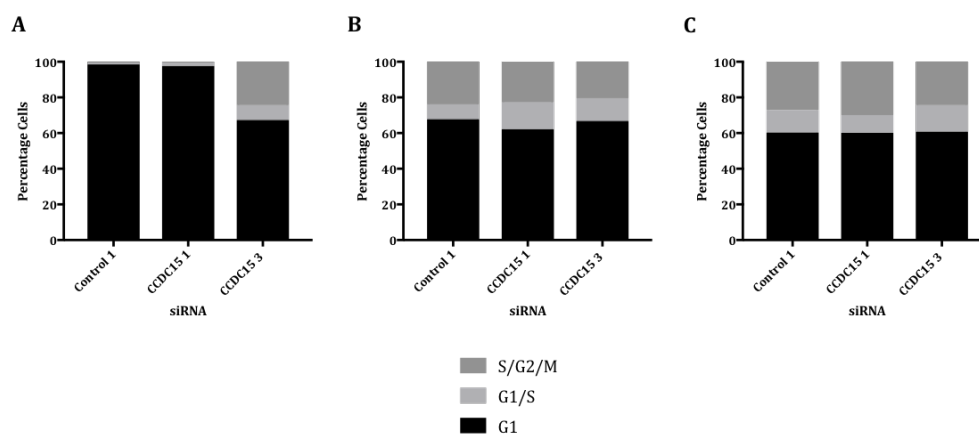 A
B
C
Percentage Cells
100
80
60
40
20
0
Control 1
CCDC15 1
CCDC15 3
siRNA
Percentage Cells
100
80
60
40
20
0
Control 1
CCDC15 1
CCDC15 3
siRNA
Percentage Cells
100
80
60
40
20
0
Control 1
CCDC15 1
CCDC15 3
siRNA
S/G2/M
G1/S
G1